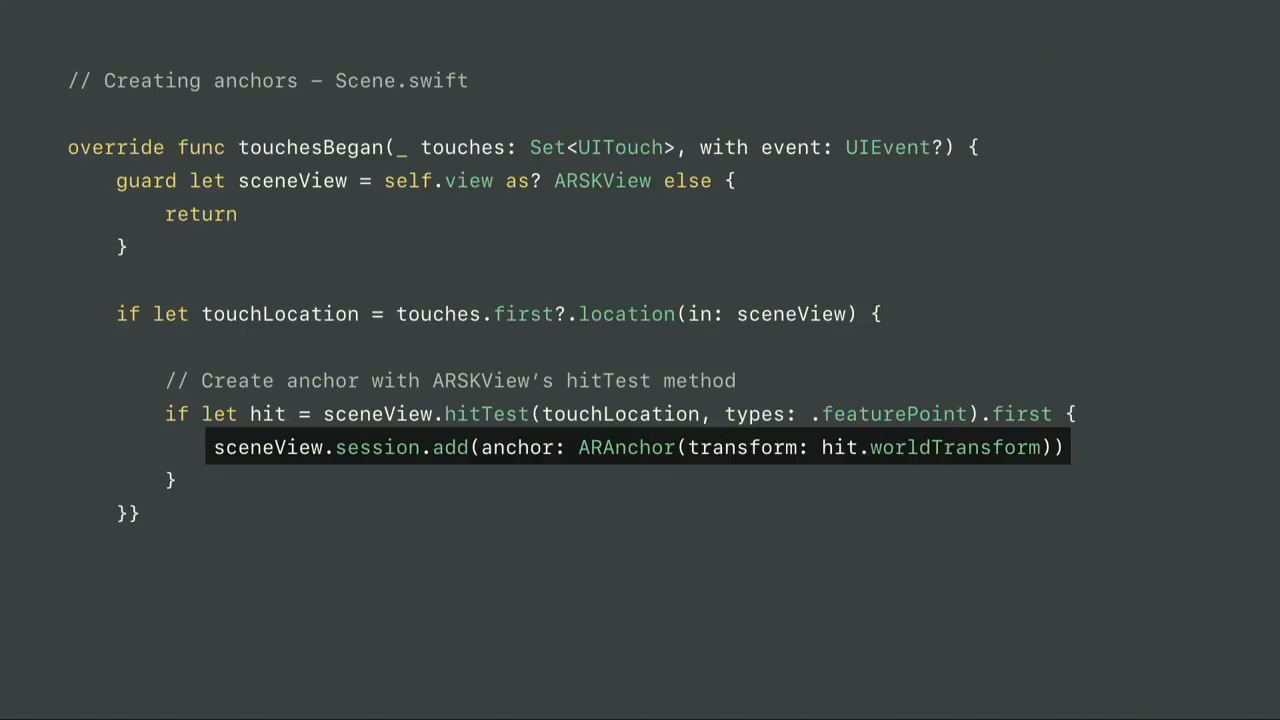 // Creating anchors – Scene.swift
override func touchesBegan(_ touches: Set<UITouch>, with event: UIEvent?) {
guard let sceneView = self.view as? ARSKView else {
return
}
if let touchLocation = touches.first?.location(in: sceneView) {
// Create anchor with ARSKView’s hitTest method
if let hit = sceneView.hitTest(touchLocation, types: .featurePoint).first {
sceneView.session.add(anchor: ARAnchor(transform: hit.worldTransform))
}
}}